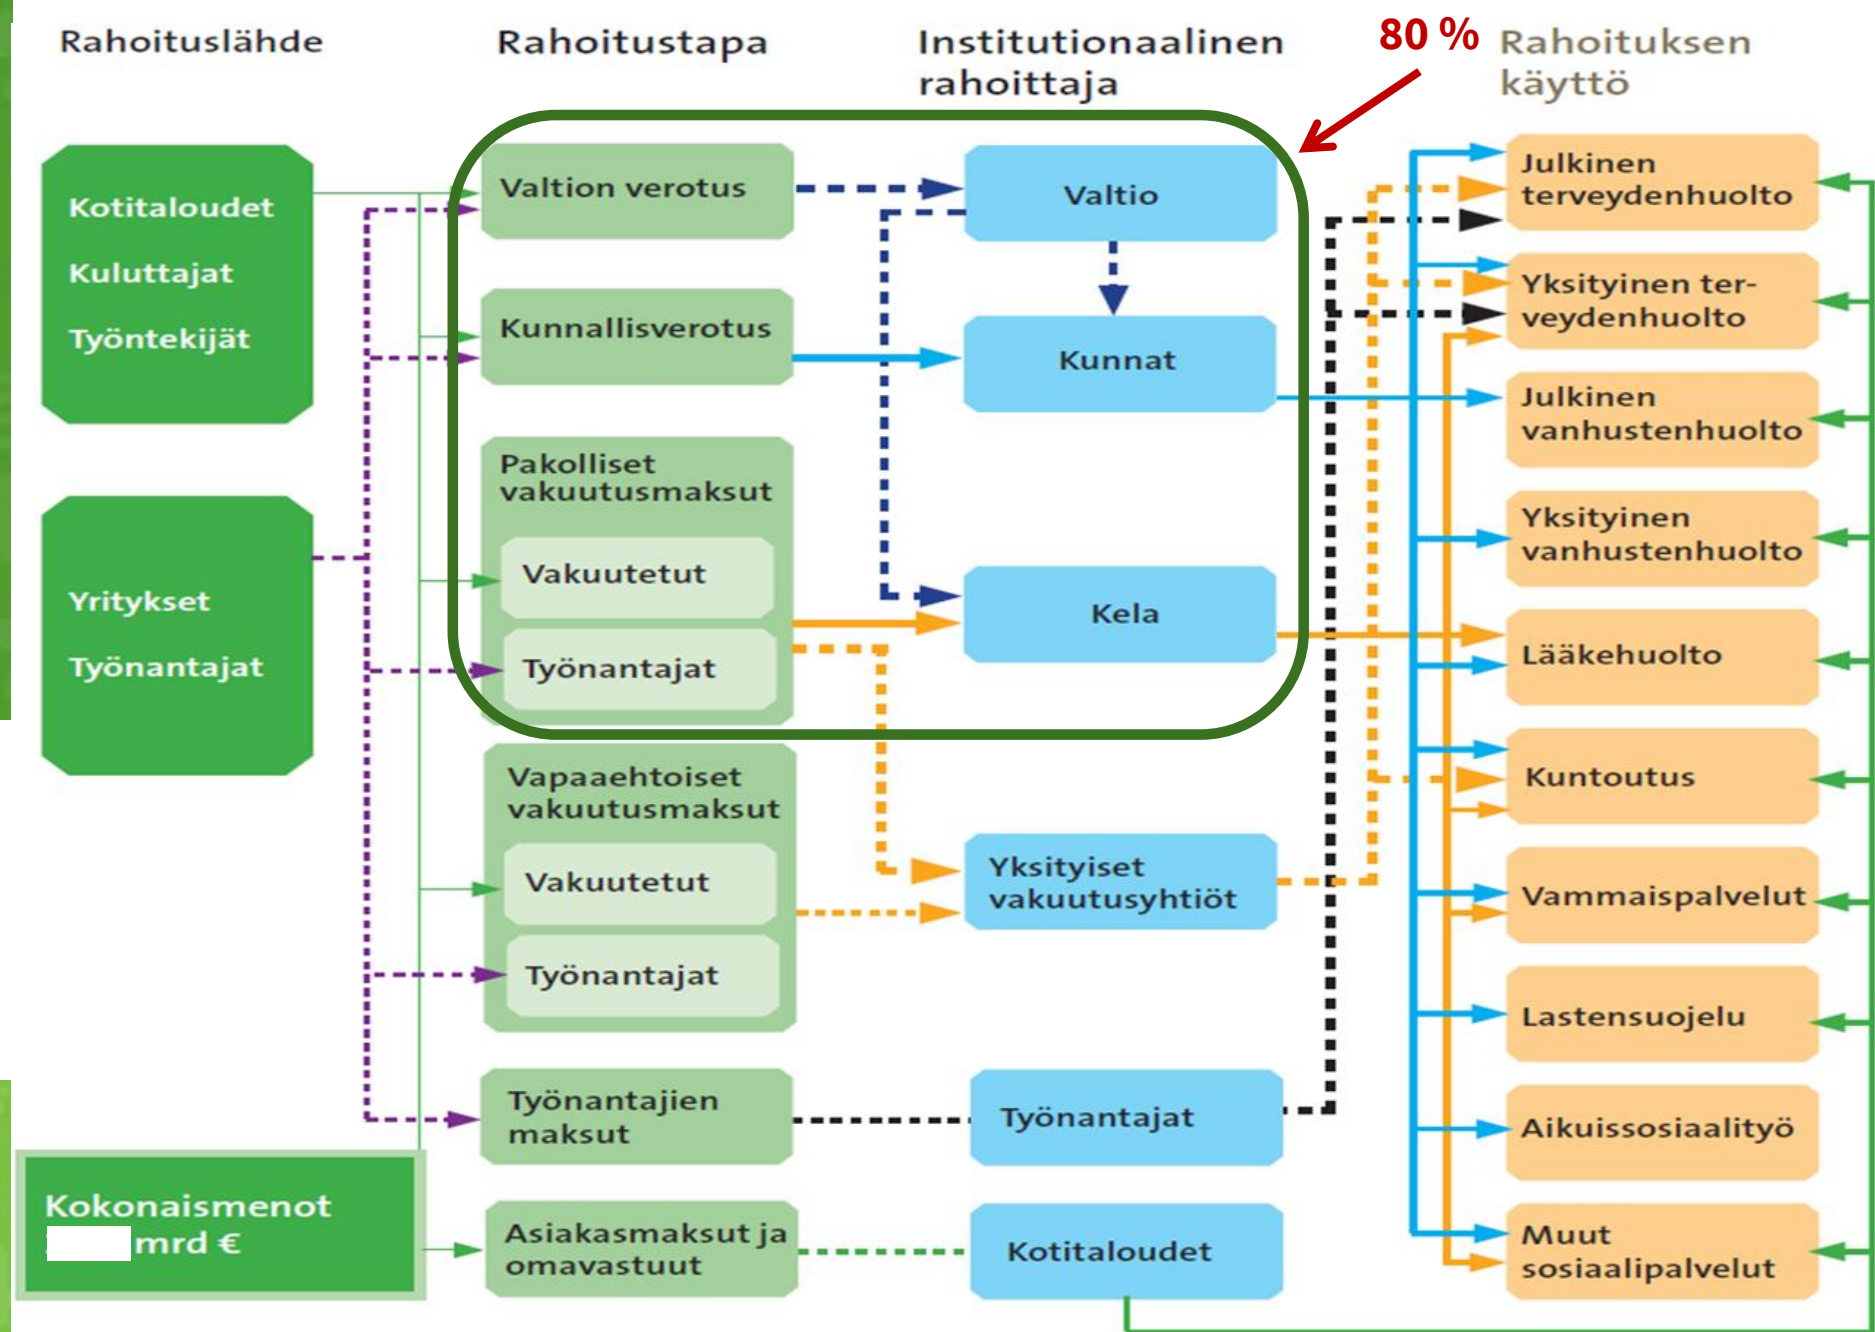 Rahoituslähde
Rahoitustapa
Institutionaalinen
rahoittaja
80 %
Rahoituksen
käyttö
Kotitaloudet
Kuluttajat
Työntekijät
Yritykset
Työnantajat
Kokonaismenot
mrd €
Valtion verotus
Kunnallisverotus
Pakolliset
vakuutusmaksut
Vakuutetut
Työnantajat
Vapaaehtoiset
vakuutusmaksut
Vakuutetut
Työnantajat
Työnantajien
maksut
Asiakasmaksut ja
omavastuut
Valtio
Kunnat
Kela
Yksityiset
vakuutusyhtiöt
Työnantajat
Kotitaloudet
Julkinen
terveydenhuolto
Yksityinen ter-
veydenhuolto
Julkinen
vanhustenhuolto
Yksityinen
vanhustenhuolto
Lääkehuolto
Kuntoutus
Vammaispalvelut
Lastensuojelu
Aikuissosiaalityö
Muut
sosiaalipalvelut